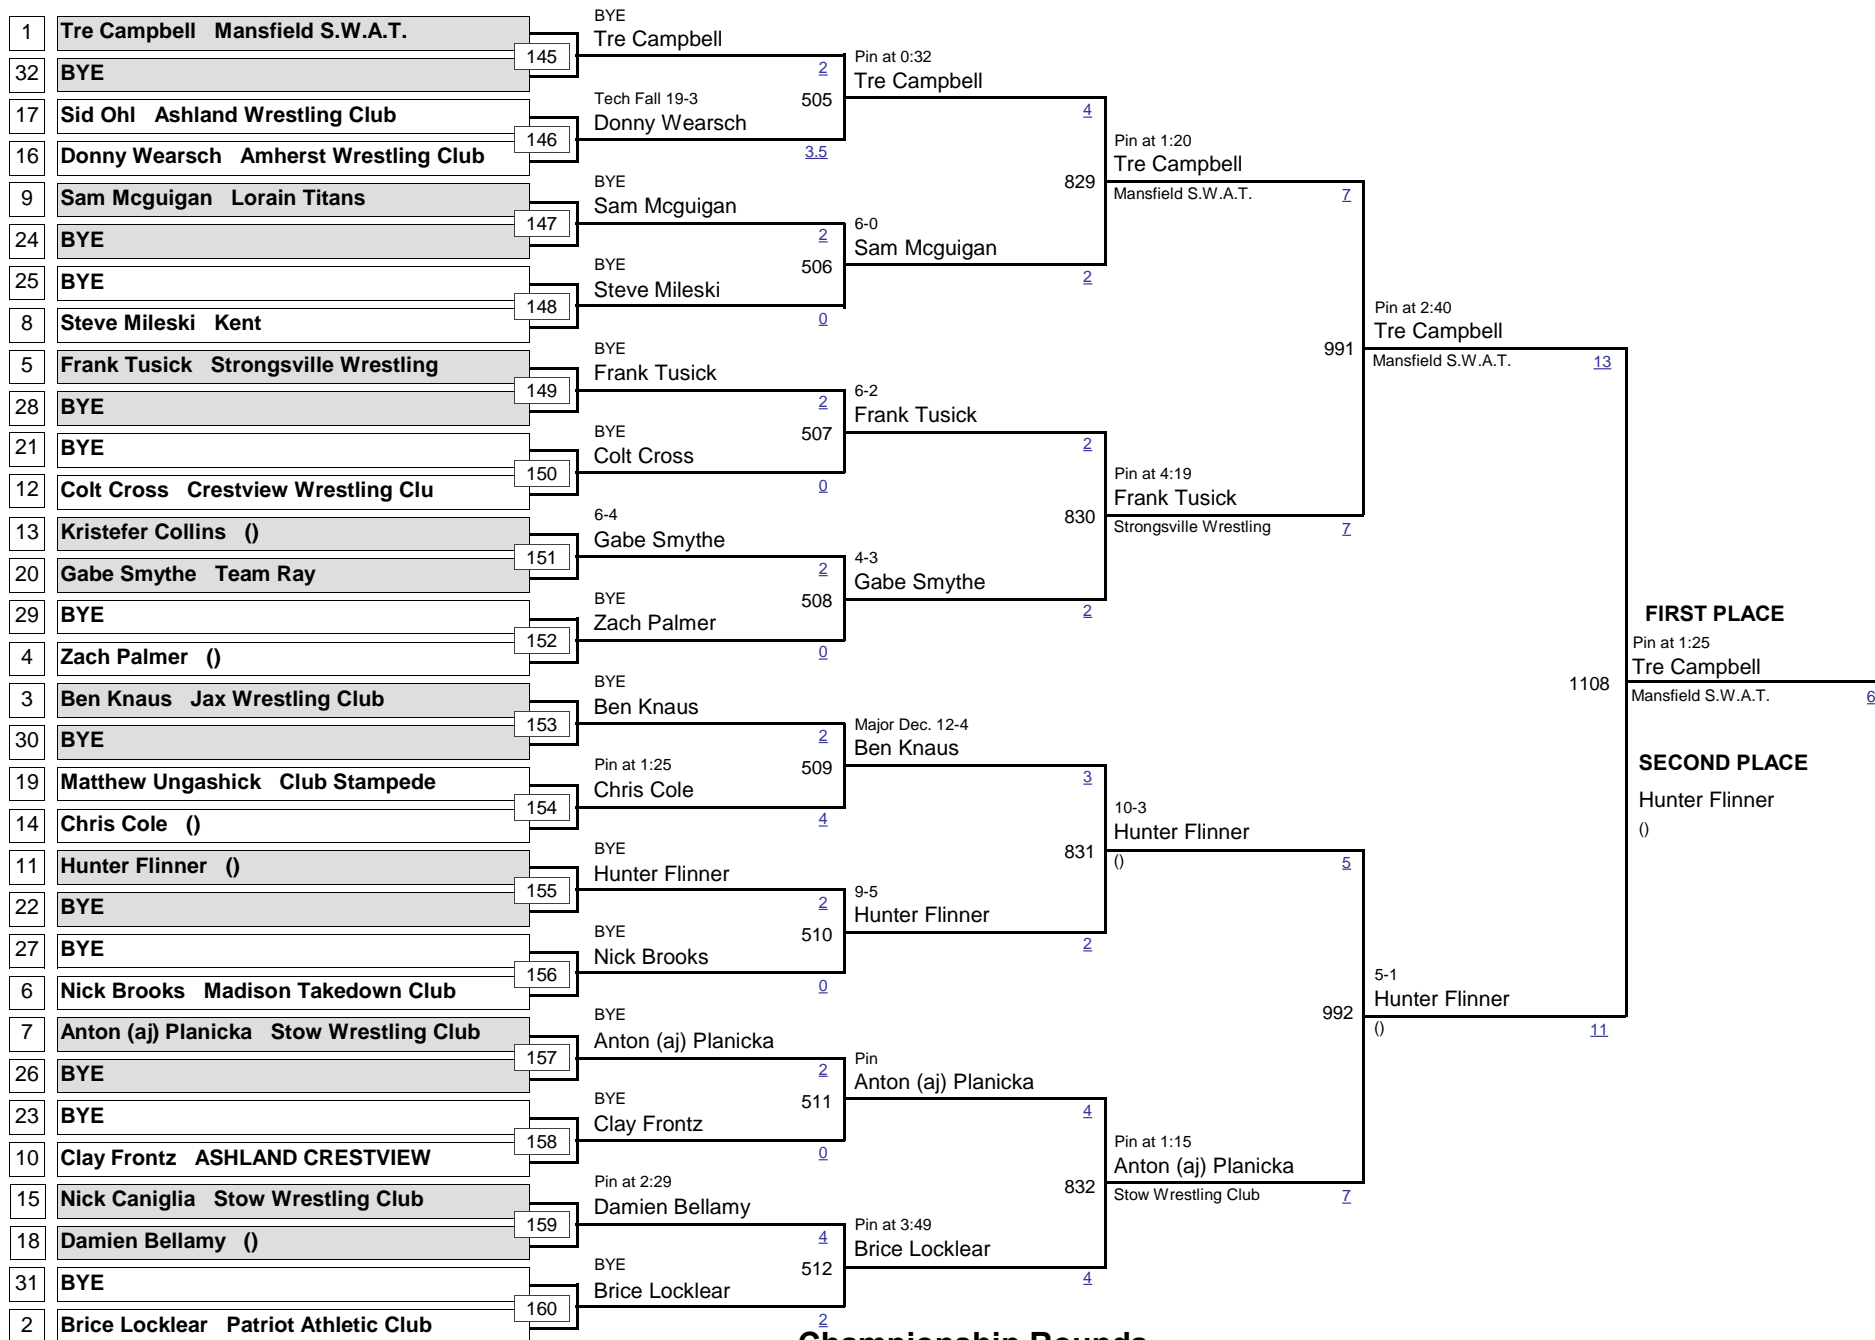 1 Tre Campbell Mansfield S.W.A.T.
32 BYE
17 Sid Ohl Ashland Wrestling Club
16 Donny Wearsch Amherst Wrestling Club
9 Sam Mcguigan Lorain Titans
24 BYE
25 BYE
8 Steve Mileski Kent
5 Frank Tusick Strongsville Wrestling
28 BYE
21 BYE
12 Colt Cross Crestview Wrestling Clu
13 Kristefer Collins ()
20 Gabe Smythe Team Ray
29 BYE
4 Zach Palmer ()
3 Ben Knaus Jax Wrestling Club
30 BYE
19 Matthew Ungashick Club Stampede
14 Chris Cole ()
11 Hunter Flinner ()
22 BYE
27 BYE
6 Nick Brooks Madison Takedown Club
7 Anton (aj) Planicka Stow Wrestling Club
26 BYE
23 BYE
10 Clay Frontz ASHLAND CRESTVIEW
15 Nick Caniglia Stow Wrestling Club
18 Damien Bellamy ()
31 BYE
2 Brice Locklear Patriot Athletic Club
145
146
147
148
149
150
151
152
153
154
155
156
157
158
159
160
BYE
Tre Campbell
2
Tech Fall 19-3
Donny Wearsch
3.5
BYE
Sam Mcguigan
2
BYE
Steve Mileski
0
BYE
Frank Tusick
2
BYE
Colt Cross
0
6-4
Gabe Smythe
2
BYE
Zach Palmer
0
BYE
Ben Knaus
2
Pin at 1:25
Chris Cole
4
BYE
Hunter Flinner
2
BYE
Nick Brooks
0
BYE
Anton (aj) Planicka
2
BYE
Clay Frontz
0
Pin at 2:29
Damien Bellamy
4
BYE
Brice Locklear
2
505
506
507
508
509
510
511
512
Pin at 0:32
Tre Campbell
4
6-0
Sam Mcguigan
2
6-2
Frank Tusick
2
4-3
Gabe Smythe
2
Major Dec. 12-4
Ben Knaus
3
9-5
Hunter Flinner
2
Pin
Anton (aj) Planicka
4
Pin at 3:49
Brice Locklear
4
829
830
831
832
Pin at 1:20
Tre Campbell
Mansfield S.W.A.T. 7
Pin at 4:19
Frank Tusick
Strongsville Wrestling 7
10-3
Hunter Flinner
() 5
Pin at 1:15
Anton (aj) Planicka
Stow Wrestling Club 7
991
992
Pin at 2:40
Tre Campbell
Mansfield S.W.A.T. 13
5-1
Hunter Flinner
() 11
1108
FIRST PLACE
Pin at 1:25
Tre Campbell
Mansfield S.W.A.T. 6
SECOND PLACE
Hunter Flinner
()
Championship Rounds